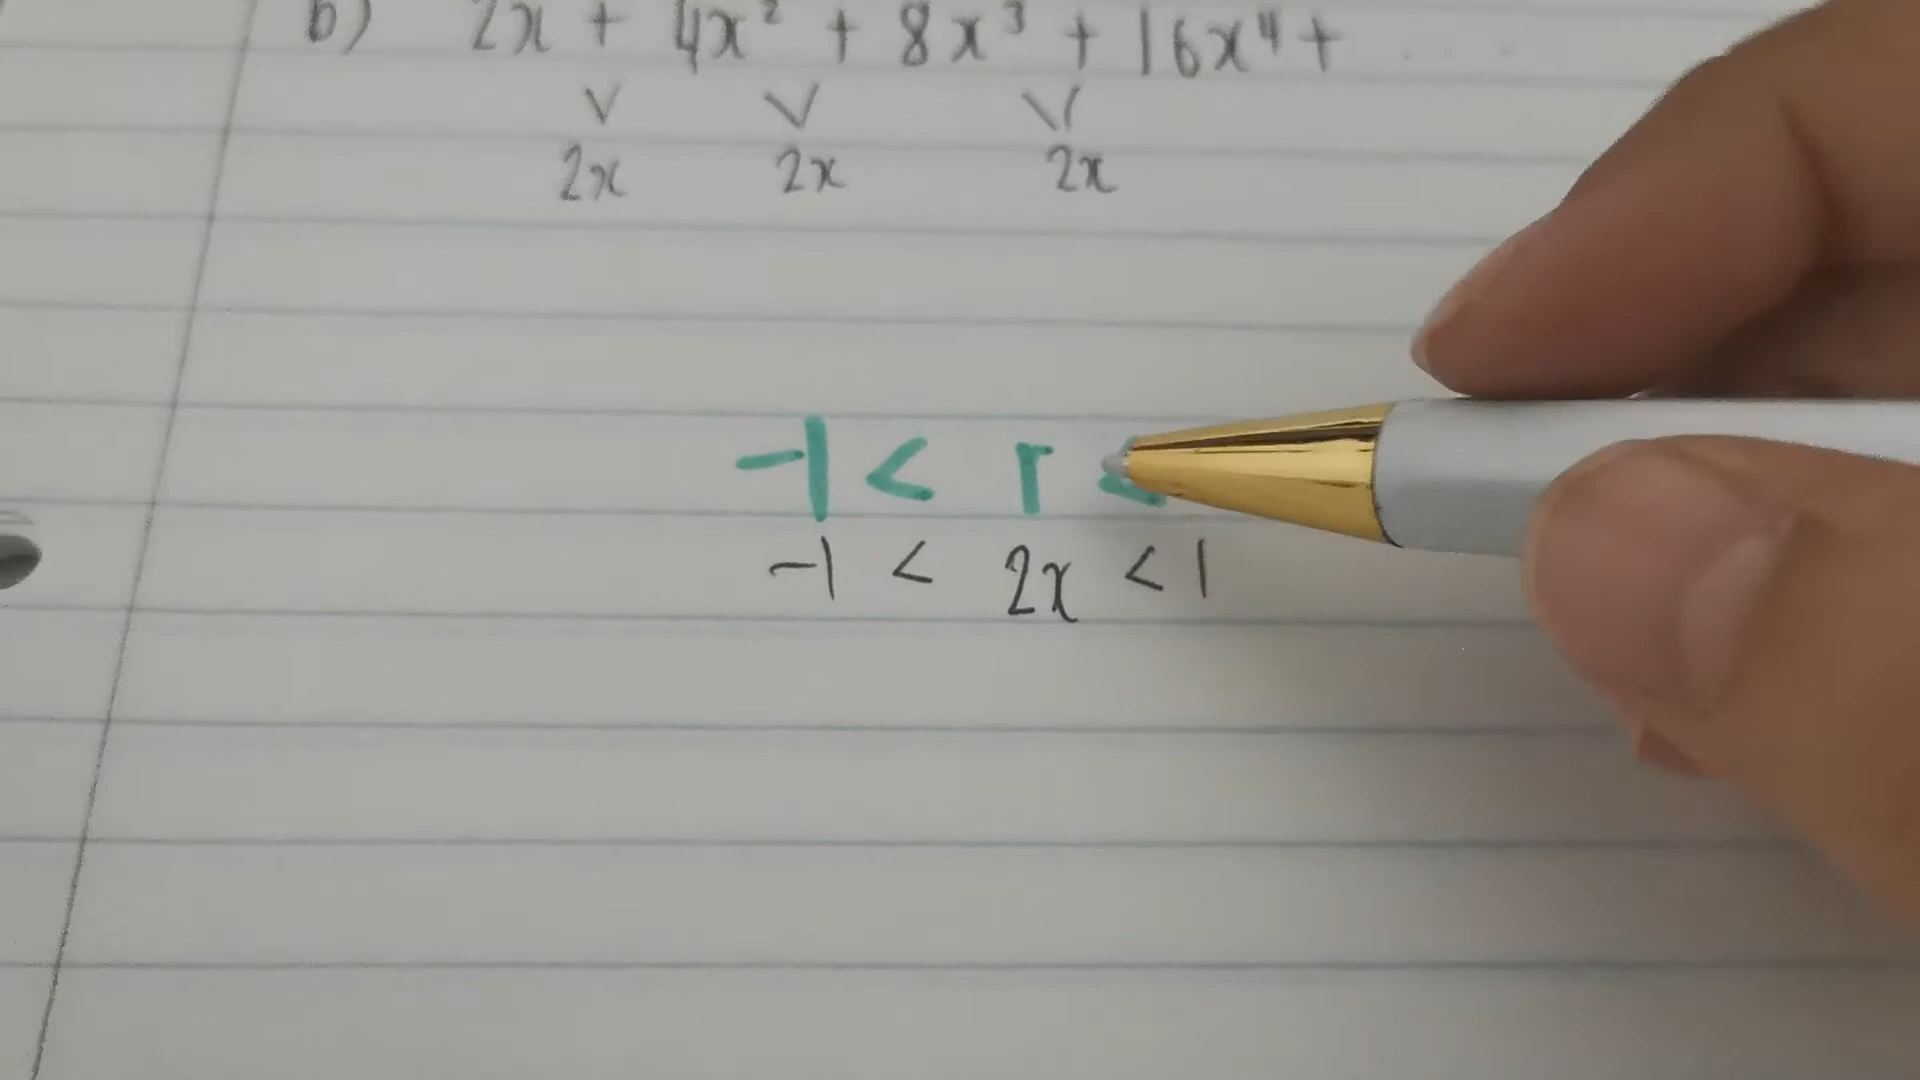 b) 2x + 4x² + 8x³ + 16x⁴ + ....
V V V
2x 2x 2x
-1 < r <
-1 < 2x < 1